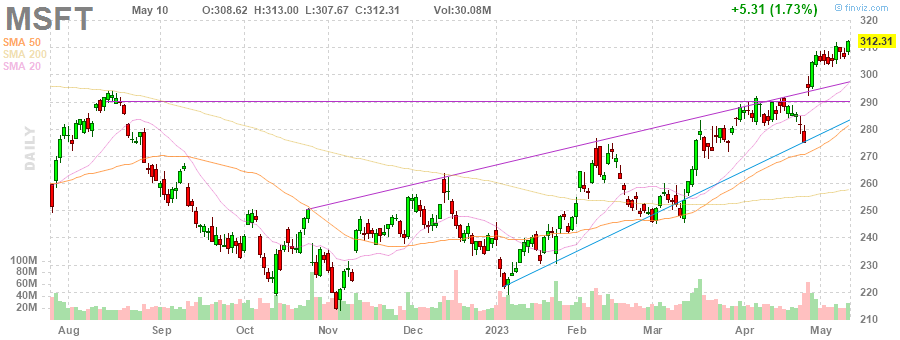 MSFT May 10 O:308.62 H:313.00 L:307.67 C:312.31 Vol:30.08M +5.31 (1.73%) © finviz.com
SMA 50
SMA 200
SMA 20
DAILY
320
312.31
300
290
280
270
260
250
240
230
220
210
100M
80M
60M
40M
20M
Aug Sep Oct Nov Dec 2023 Feb Mar Apr May